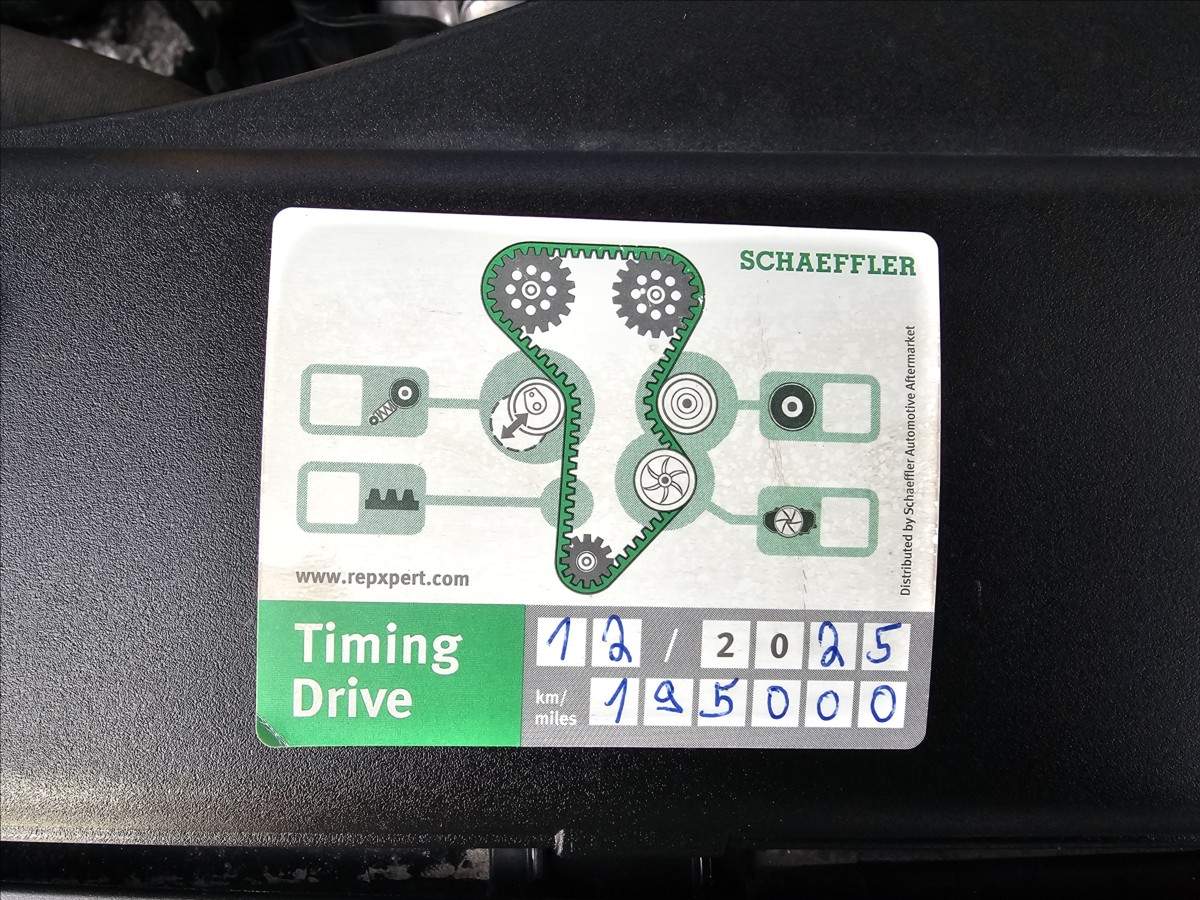 SCHAEFFLER
Distributed by Schaeffler Automotive Aftermarket
www.repxpert.com
Timing
Drive
12 / 2025
km/
miles
195000